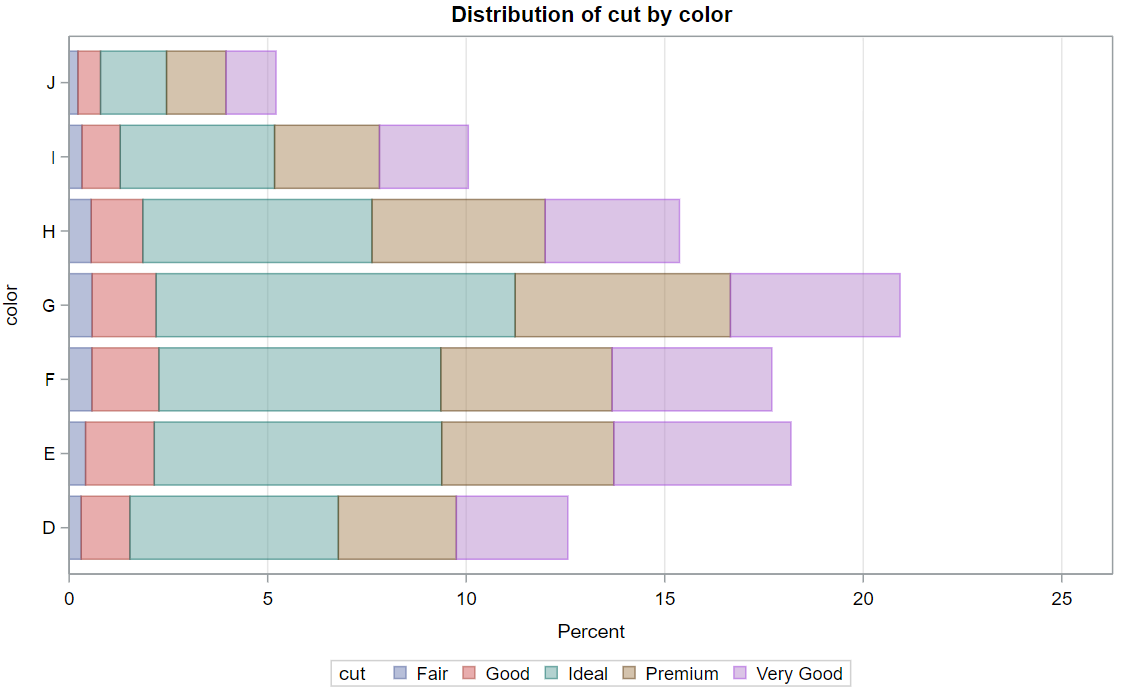 Distribution of cut by color
color
J
I
H
G
F
E
D
0 5 10 15 20 25
Percent
cut Fair Good Ideal Premium Very Good